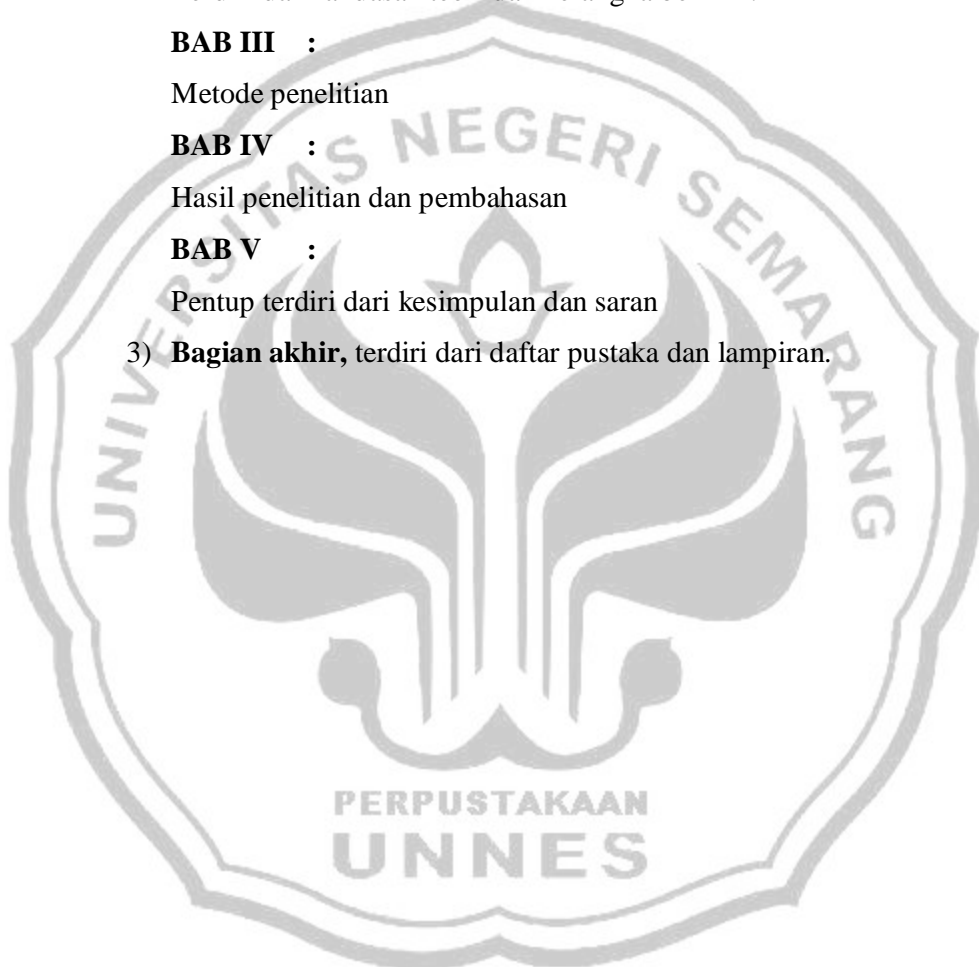 BAB III :
Metode penelitian
BAB IV :
Hasil penelitian dan pembahasan
BAB V :
Pentup terdiri dari kesimpulan dan saran
3) Bagian akhir, terdiri dari daftar pustaka dan lampiran.
UNIVERSITAS NEGERI SEMARANG
PERPUSTAKAAN
UNNES